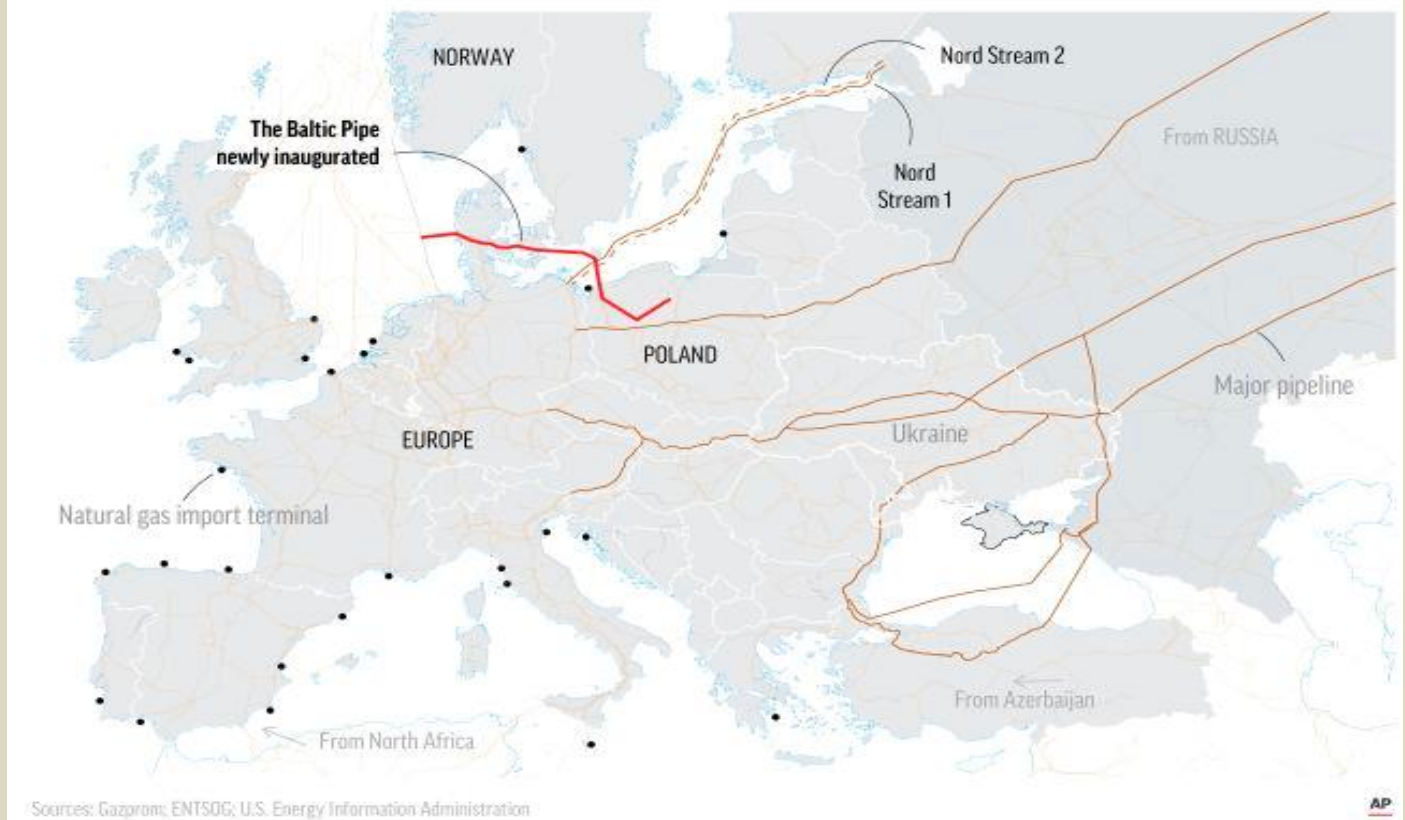 NORWAY
Nord Stream 2
The Baltic Pipe
newly inaugurated
From RUSSIA
Nord
Stream 1
POLAND
Major pipeline
EUROPE
Ukraine
Natural gas import terminal
From Azerbaijan
From North Africa
Sources: Gazprom; ENTSOG; U.S. Energy Information Administration
AP